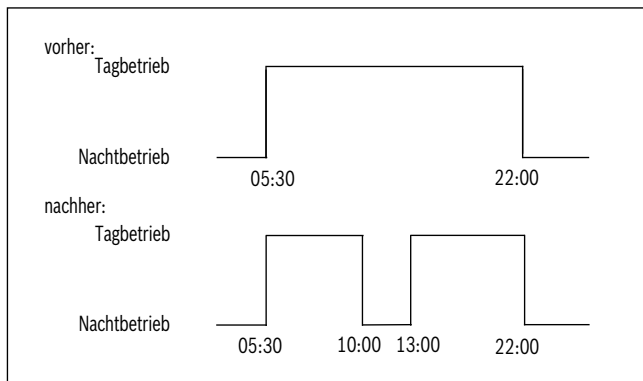 vorher:
Tagbetrieb
Nachtbetrieb
05:30 22:00
nachher:
Tagbetrieb
Nachtbetrieb
05:30 10:00 13:00 22:00